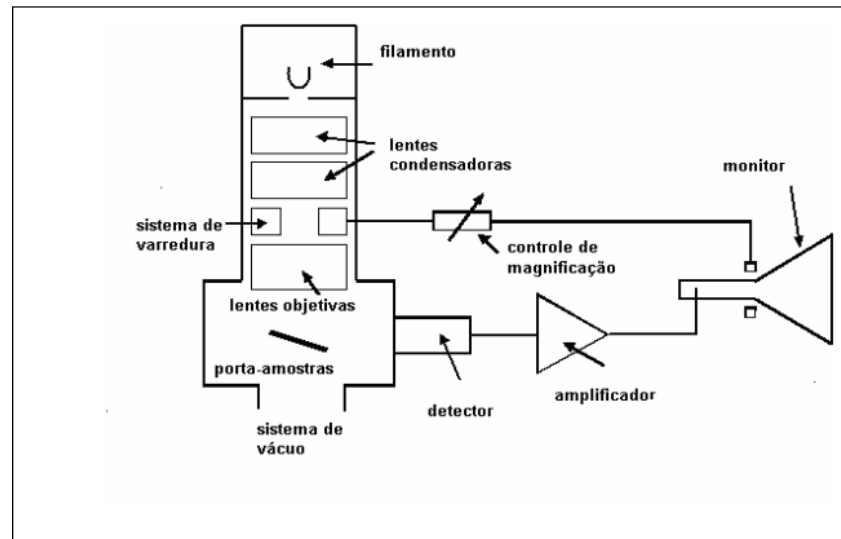 filamento
lentes
condensadoras
monitor
sistema de
varredura
controle de
magnificação
lentes objetivas
porta-amostras
detector
amplificador
sistema de
vácuo